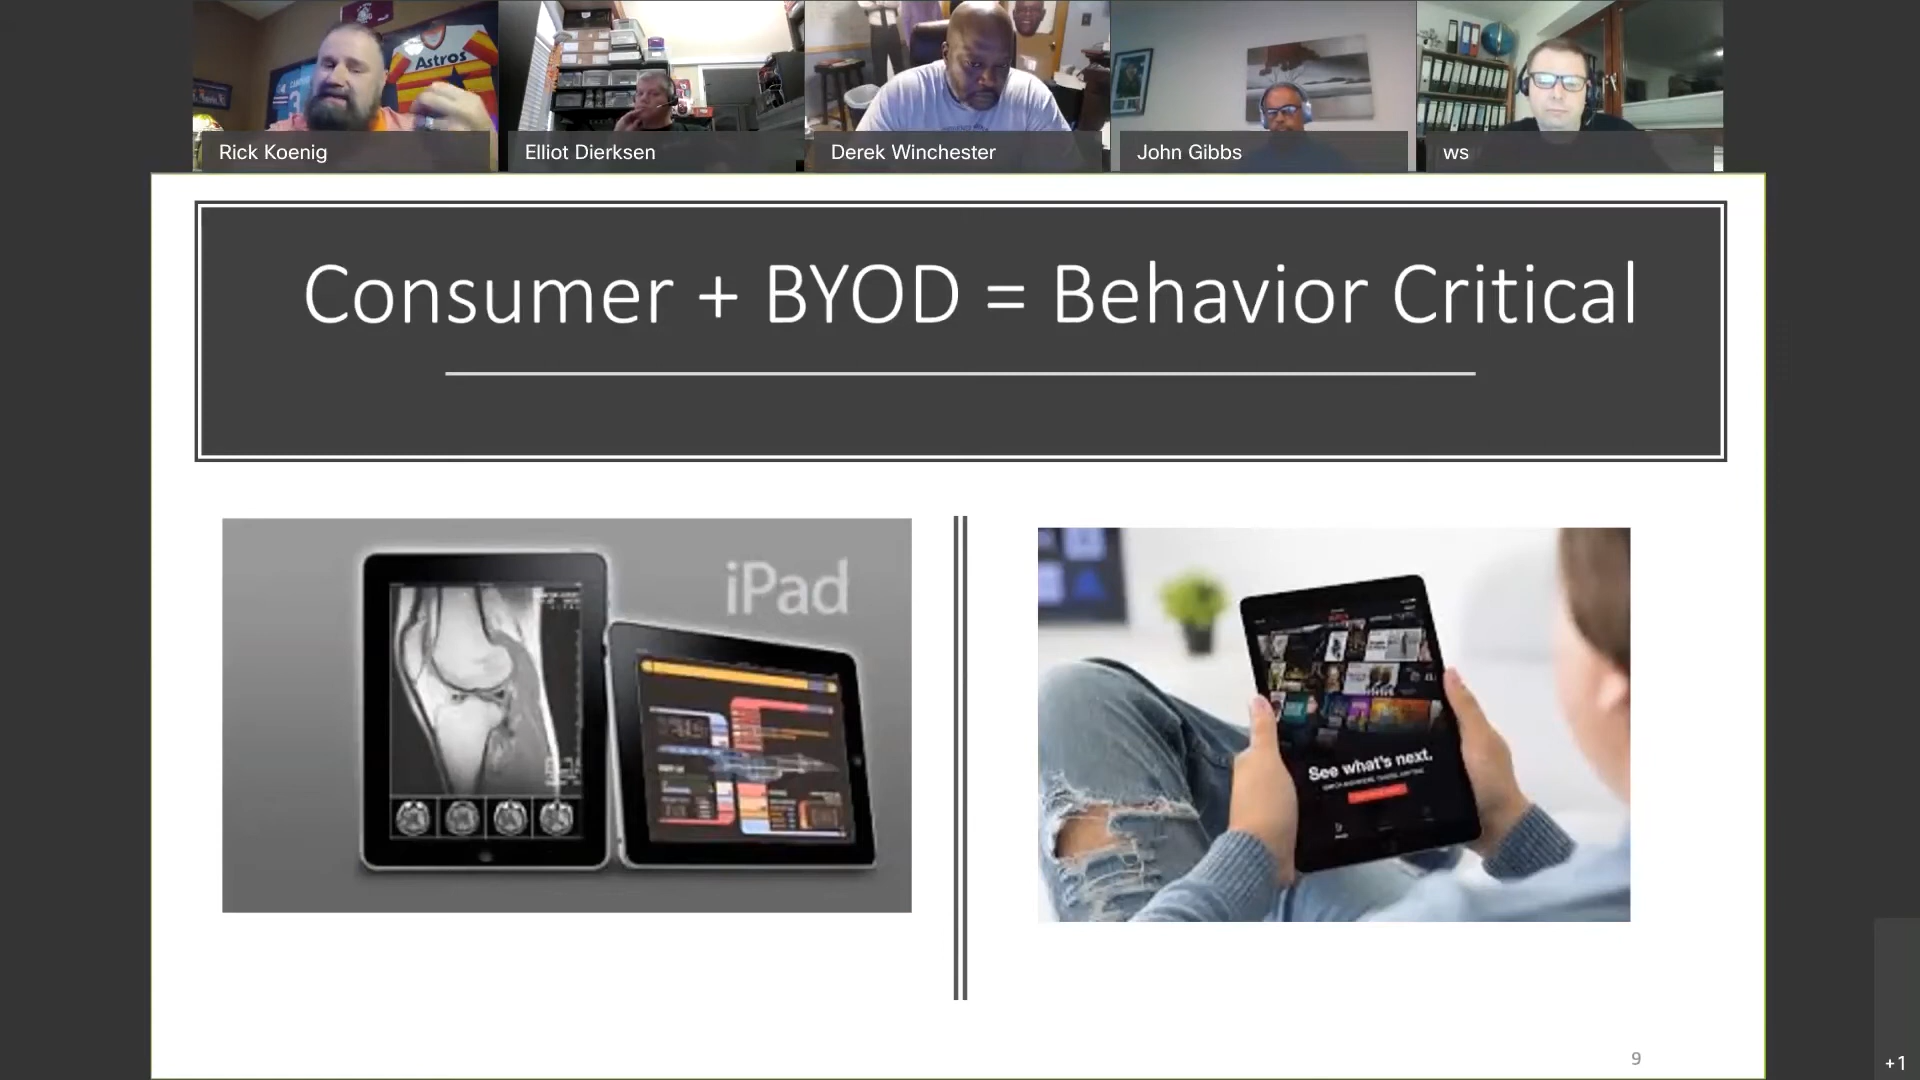 Astros
Rick Koenig
Elliot Dierksen
Derek Winchester
John Gibbs
ws
Consumer + BYOD = Behavior Critical
iPad
See what's next.
9
+1